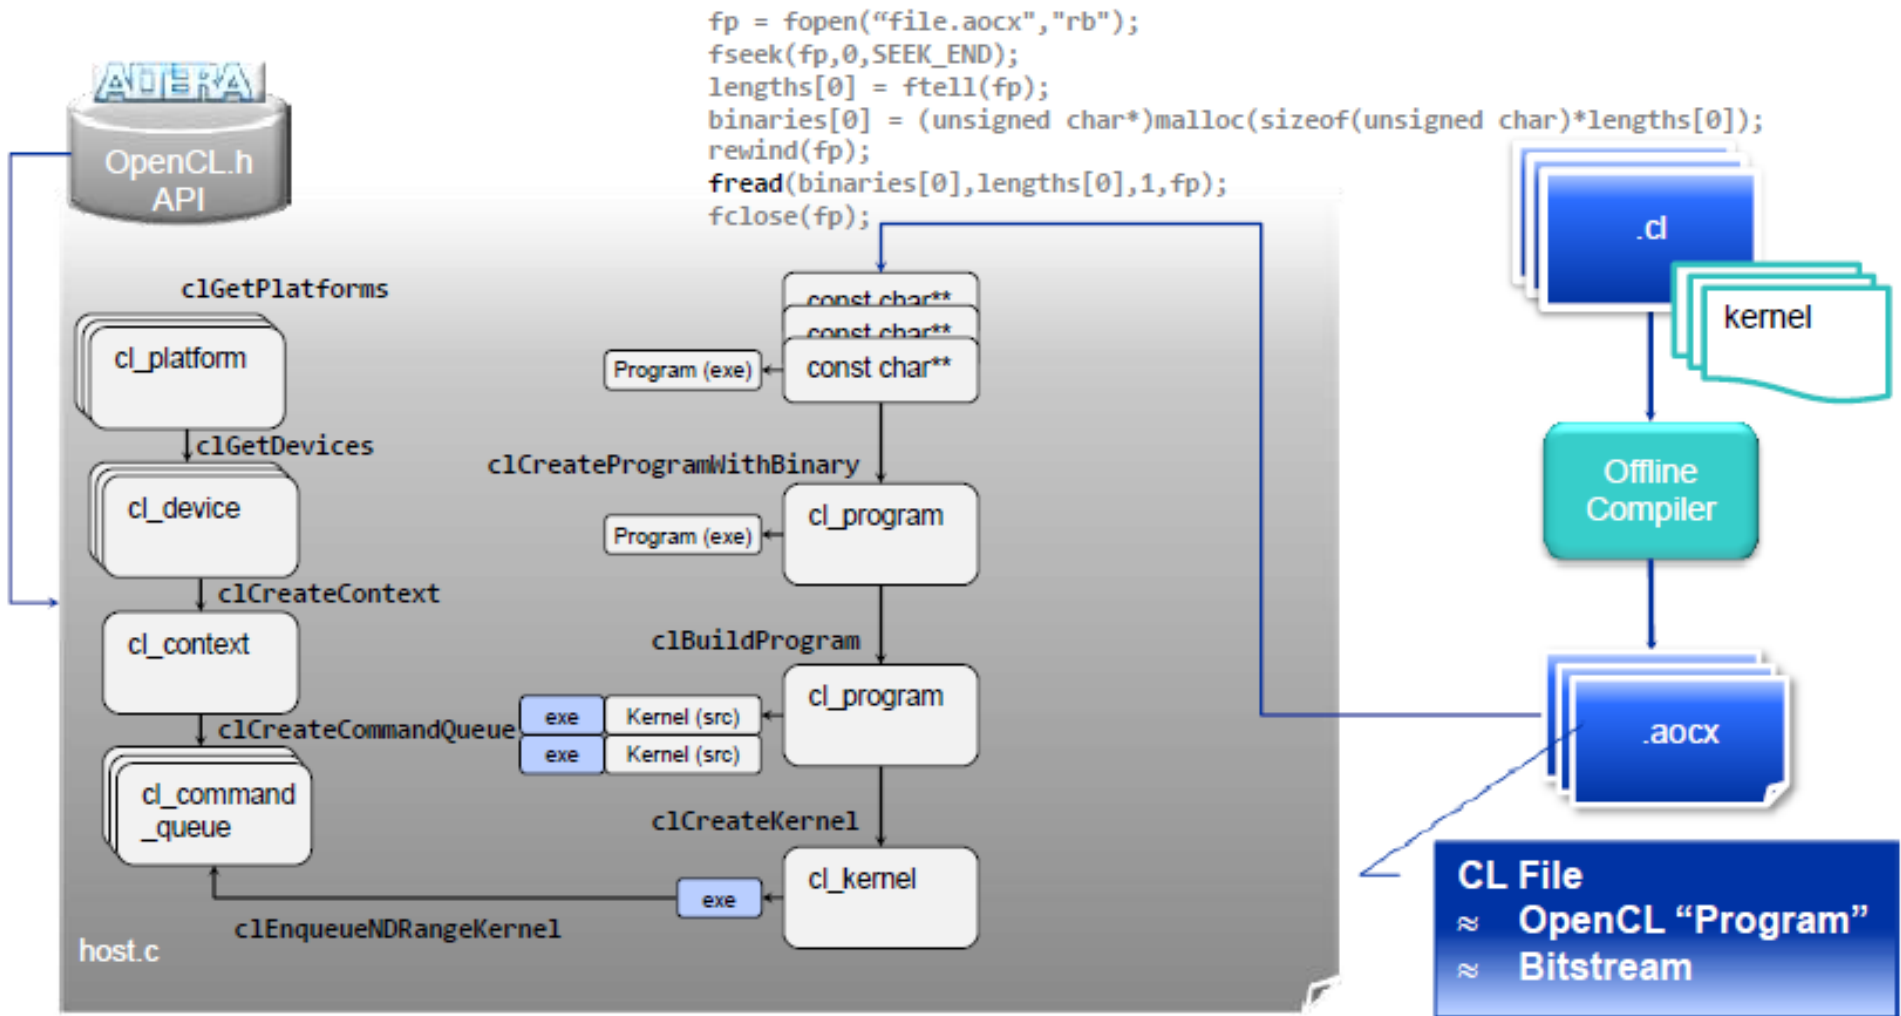 fp = fopen(“file.aocx","rb");
fseek(fp,0,SEEK_END);
lengths[0] = ftell(fp);
binaries[0] = (unsigned char*)malloc(sizeof(unsigned char)*lengths[0]);
rewind(fp);
fread(binaries[0],lengths[0],1,fp);
fclose(fp);
ALTERA
OpenCL.h
API
clGetPlatforms
cl_platform
clGetDevices
cl_device
clCreateContext
cl_context
clCreateCommandQueue
cl_command
_queue
clEnqueueNDRangeKernel
host.c
const char**
const char**
const char**
Program (exe)
clCreateProgramWithBinary
cl_program
Program (exe)
clBuildProgram
cl_program
exe
Kernel (src)
exe
Kernel (src)
clCreateKernel
cl_kernel
exe
.cl
kernel
Offline
Compiler
.aocx
CL File
≈ OpenCL “Program”
≈ Bitstream